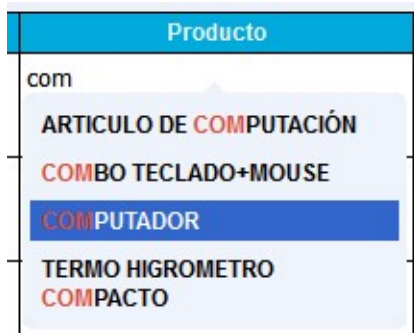 Producto
com
ARTICULO DE COMPUTACIÓN
COMBO TECLADO+MOUSE
COMPUTADOR
TERMO HIGROMETRO
COMPACTO